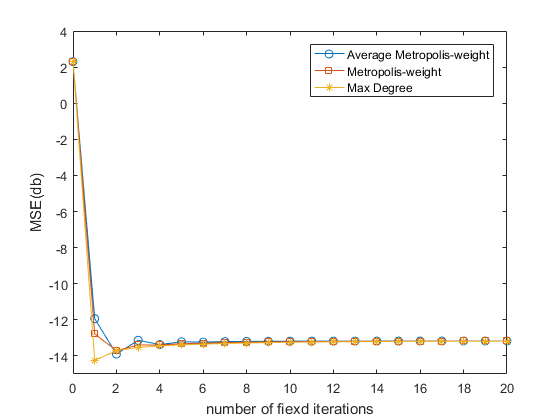 4
2
0
-2
-4
-6
-8
-10
-12
-14
MSE(db)
Average Metropolis-weight
Metropolis-weight
Max Degree
0 2 4 6 8 10 12 14 16 18 20
number of fiexd iterations